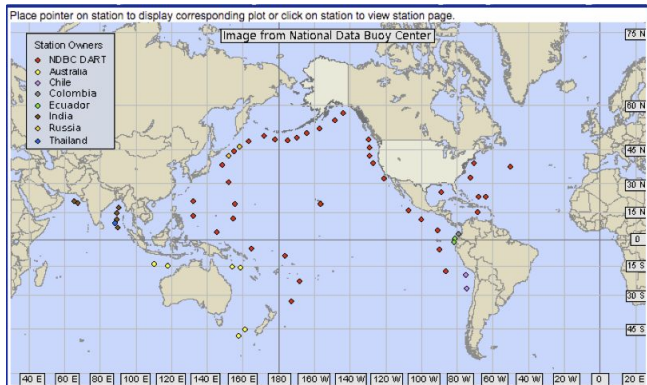 Place pointer on station to display corresponding plot or click on station to view station page.
Image from National Data Buoy Center
75 N
Station Owners
NDBC DART
Australia
Chile
Colombia
Ecuador
India
Russia
Thailand
60 N
45 N
30 N
15 N
0
15 S
30 S
45 S
40 E 60 E 80 E 100 E 120 E 140 E 160 E 160 W 140 W 120 W 100 W 80 W 60 W 40 W 20 W 0 20 E